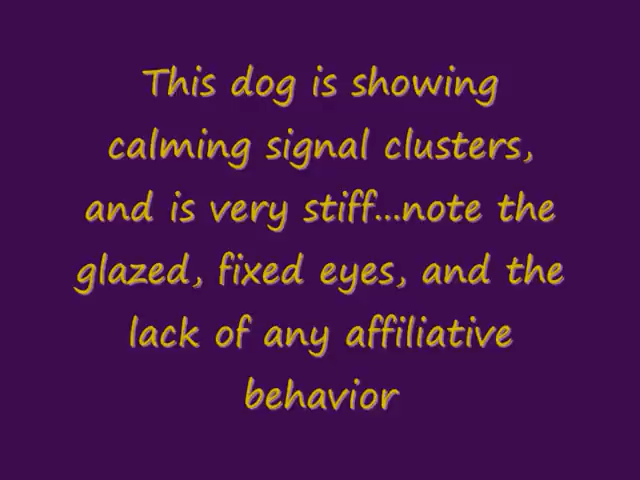 This dog is showing
calming signal clusters,
and is very stiff...note the
glazed, fixed eyes, and the
lack of any affiliative
behavior